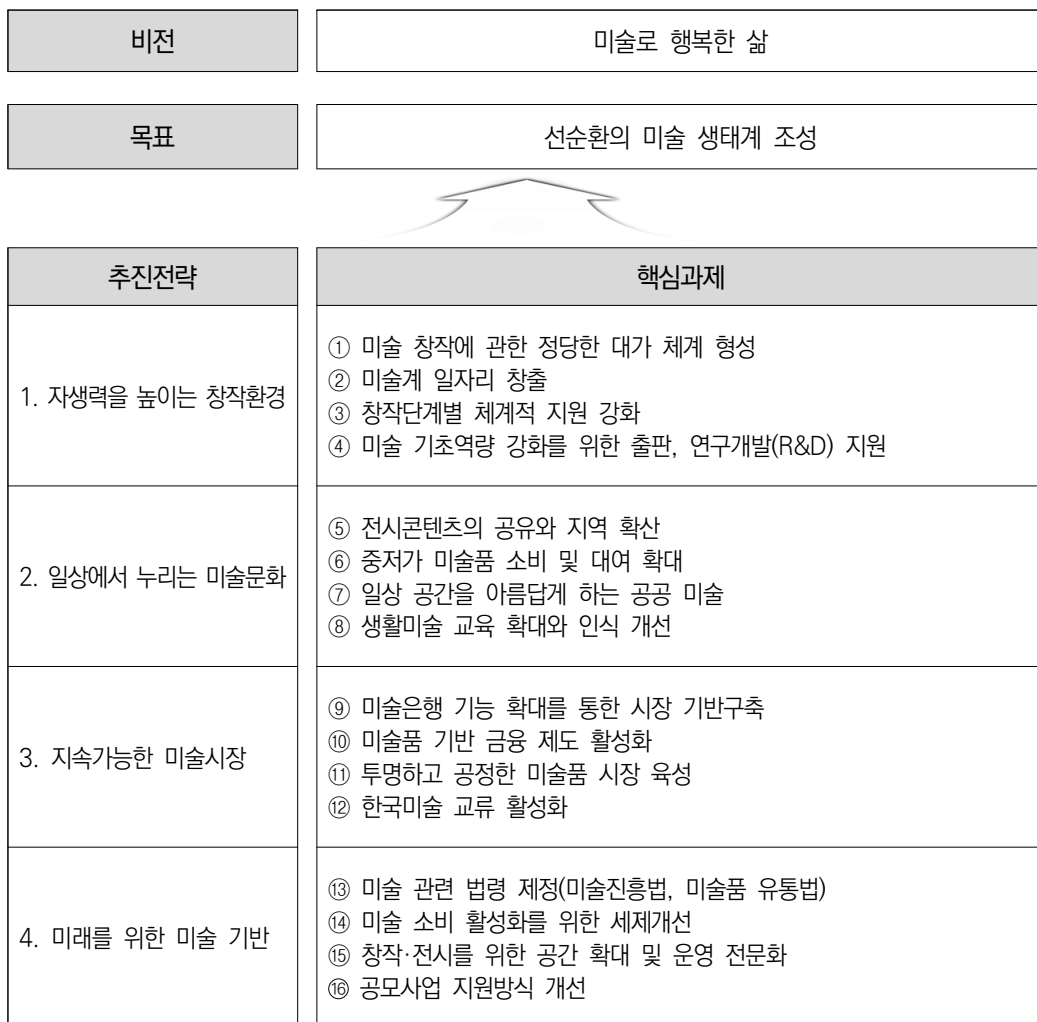 비전
미술로 행복한 삶
목표
선순환의 미술 생태계 조성
추진전략
핵심과제
1. 자생력을 높이는 창작환경
① 미술 창작에 관한 정당한 대가 체계 형성
② 미술계 일자리 창출
③ 창작단계별 체계적 지원 강화
④ 미술 기초역량 강화를 위한 출판, 연구개발(R&D) 지원
2. 일상에서 누리는 미술문화
⑤ 전시콘텐츠의 공유와 지역 확산
⑥ 중저가 미술품 소비 및 대여 확대
⑦ 일상 공간을 아름답게 하는 공공 미술
⑧ 생활미술 교육 확대와 인식 개선
3. 지속가능한 미술시장
⑨ 미술은행 기능 확대를 통한 시장 기반구축
⑩ 미술품 기반 금융 제도 활성화
⑪ 투명하고 공정한 미술품 시장 육성
⑫ 한국미술 교류 활성화
4. 미래를 위한 미술 기반
⑬ 미술 관련 법령 제정(미술진흥법, 미술품 유통법)
⑭ 미술 소비 활성화를 위한 세제개선
⑮ 창작·전시를 위한 공간 확대 및 운영 전문화
⑯ 공모사업 지원방식 개선